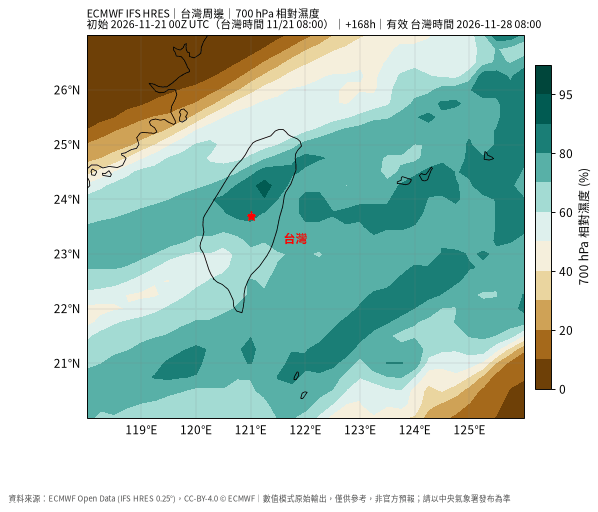 ECMWF IFS HRES｜台灣周邊｜700 hPa 相對濕度
初始 2026-11-21 00Z UTC（台灣時間 11/21 08:00）｜+168h｜有效 台灣時間 2026-11-28 08:00
26°N
25°N
24°N
23°N
22°N
21°N
119°E
120°E
121°E
122°E
123°E
124°E
125°E
台灣
95
80
60
40
20
0
700 hPa 相對濕度 (%)
資料來源：ECMWF Open Data (IFS HRES 0.25°)，CC-BY-4.0 © ECMWF｜數值模式原始輸出，僅供參考，非官方預報；請以中央氣象署發布為準